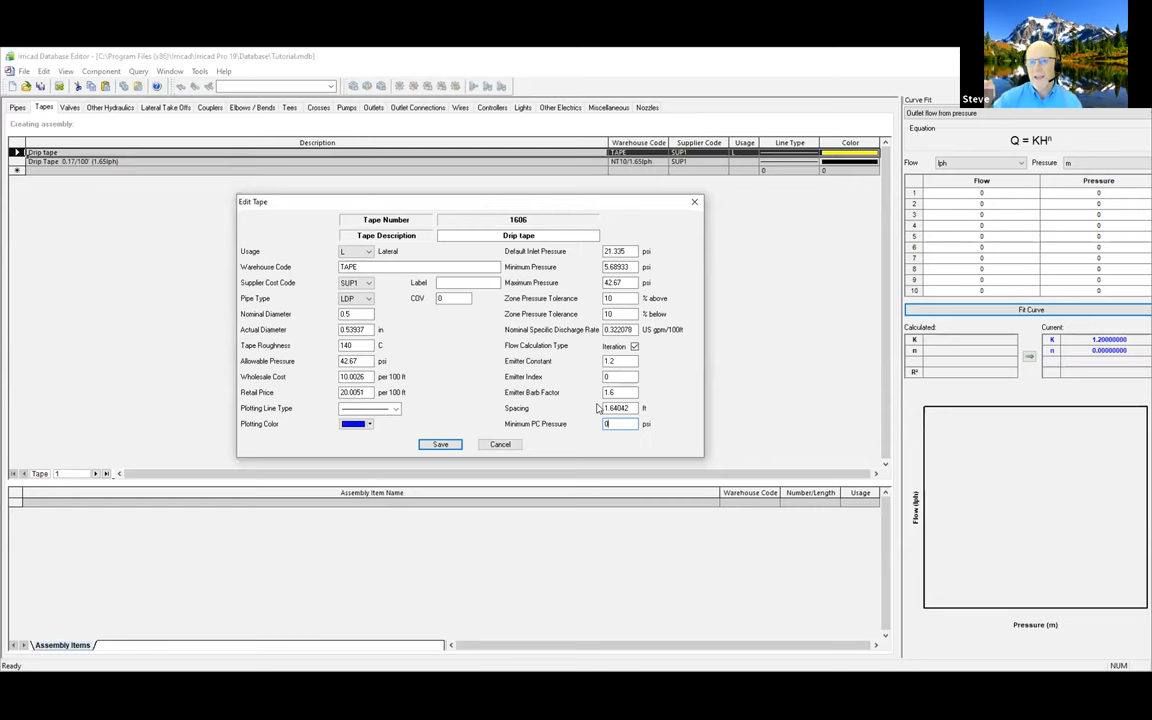 Irricad Database Editor - [C:\Program Files (x86)\Irricad\Irricad Pro 19\Database\Tutorial.mdb]
File Edit View Component Query Window Tools Help
Steve
Pipes Tapes Valves Other Hydraulics Lateral Take Offs Couplers Elbows / Bends Tees Crosses Pumps Outlets Outlet Connections Wires Controllers Lights Other Electrics Miscellaneous Nozzles
Creating assembly:
Description Warehouse Code Supplier Code Usage Line Type Color
Drip tape TAPE SUP1 L
Drip Tape 0.17/100' (1.65lph) NT10/1.65lph SUP1
0 0
Edit Tape
Tape Number 1606
Tape Description Drip tape
Usage L Lateral
Warehouse Code TAPE
Supplier Cost Code SUP1 Label
Pipe Type LDP COV 0
Nominal Diameter 0.5
Actual Diameter 0.53937 in
Tape Roughness 140 C
Allowable Pressure 42.67 psi
Wholesale Cost 10.0026 per 100 ft
Retail Price 20.0051 per 100 ft
Plotting Line Type
Plotting Color
Default Inlet Pressure 21.335 psi
Minimum Pressure 5.68933 psi
Maximum Pressure 42.67 psi
Zone Pressure Tolerance 10 % above
Zone Pressure Tolerance 10 % below
Nominal Specific Discharge Rate 0.322078 US gpm/100ft
Flow Calculation Type Iteration
Emitter Constant 1.2
Emitter Index 0
Emitter Barb Factor 1.6
Spacing 1.64042 ft
Minimum PC Pressure 0 psi
Save Cancel
Tape 1
Assembly Item Name Warehouse Code Number/Length Usage
Assembly Items
Ready NUM
Curve Fit
Outlet flow from pressure
Equation
Q = KHⁿ
Flow lph Pressure m
Flow Pressure
1 0 0
2 0 0
3 0 0
4 0 0
5 0 0
6 0 0
7 0 0
8 0 0
9 0 0
10 0 0
Fit Curve
Calculated: Current:
K K 1.20000000
n n 0.00000000
R²
Flow (lph)
Pressure (m)